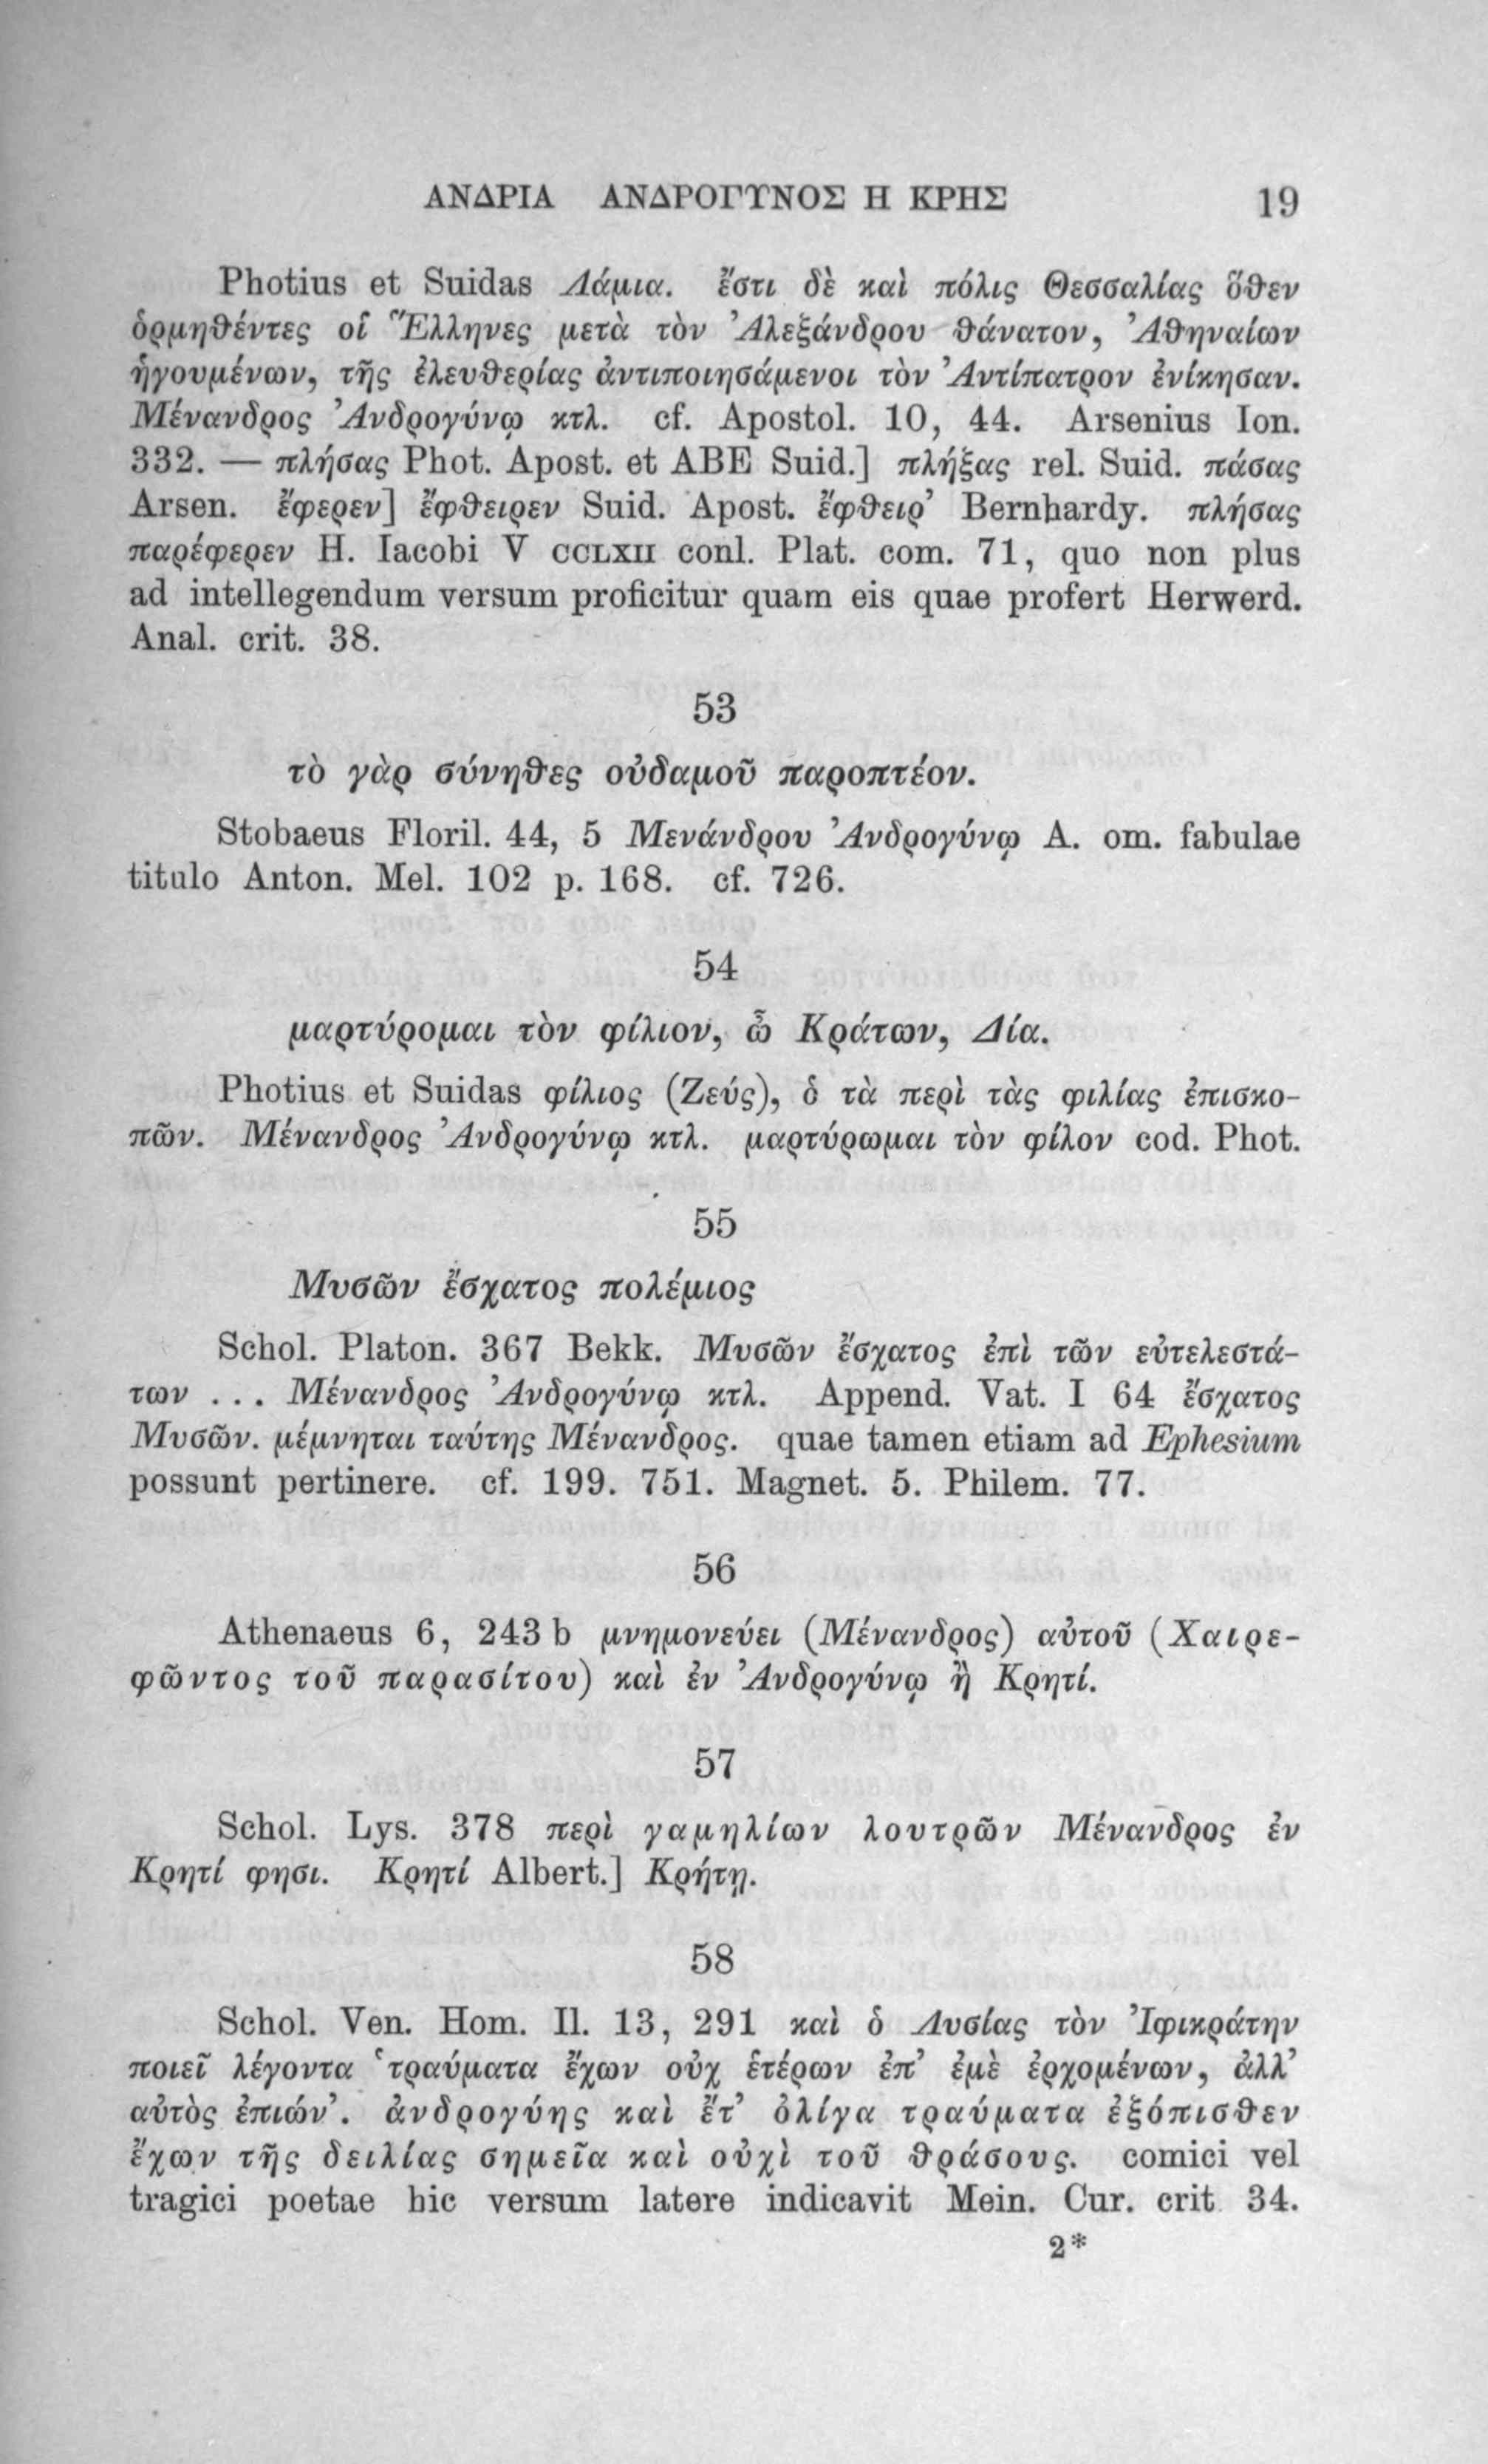 ΑΝΔΡΙΑ ΑΝΔΡΟΓΥΝΟΣ Η ΚΡΗΣ 19
Photius et Suidas Λάμια. ἔστι δὲ καὶ πόλις Θεσσαλίας ὅθεν
ὁρμηθέντες οἱ Ἕλληνες μετὰ τὸν Ἀλεξάνδρου θάνατον, Ἀθηναίων
ἡγουμένων, τῆς ἐλευθερίας ἀντιποιησάμενοι τὸν Ἀντίπατρον ἐνίκησαν.
Μένανδρος Ἀνδρογύνῳ κτλ. cf. Apostol. 10, 44. Arsenius Ion.
332. — πλήσας Phot. Apost. et ABE Suid.] πλήξας rel. Suid. πάσας
Arsen. ἔφερεν] ἔφθειρεν Suid. Apost. ἔφθειρ’ Bernhardy. πλήσας
παρέφερεν H. Iacobi V CCLXII conl. Plat. com. 71, quo non plus
ad intellegendum versum proficitur quam eis quae profert Herwerd.
Anal. crit. 38.
53
τὸ γὰρ σύνηθες οὐδαμοῦ παροπτέον.
Stobaeus Floril. 44, 5 Μενάνδρου Ἀνδρογύνῳ A. om. fabulae
titulo Anton. Mel. 102 p. 168. cf. 726.
54
μαρτύρομαι τὸν φίλιον, ὦ Κράτων, Δία.
Photius et Suidas φίλιος (Ζεύς), ὁ τὰ περὶ τὰς φιλίας ἐπισκο-
πῶν. Μένανδρος Ἀνδρογύνῳ κτλ. μαρτύρωμαι τὸν φίλον cod. Phot.
55
Μυσῶν ἔσχατος πολέμιος
Schol. Platon. 367 Bekk. Μυσῶν ἔσχατος ἐπὶ τῶν εὐτελεστά-
των ... Μένανδρος Ἀνδρογύνῳ κτλ. Append. Vat. I 64 ἔσχατος
Μυσῶν. μέμνηται ταύτης Μένανδρος. quae tamen etiam ad Ephesium
possunt pertinere. cf. 199. 751. Magnet. 5. Philem. 77.
56
Athenaeus 6, 243 b μνημονεύει (Μένανδρος) αὐτοῦ (Χαιρε-
φῶντος τοῦ παρασίτου) καὶ ἐν Ἀνδρογύνῳ ἢ Κρητί.
57
Schol. Lys. 378 περὶ γαμηλίων λουτρῶν Μένανδρος ἐν
Κρητί φησι. Κρητί Albert.] Κρήτῃ.
58
Schol. Ven. Hom. Il. 13, 291 καὶ ὁ Λυσίας τὸν Ἰφικράτην
ποιεῖ λέγοντα ‘τραύματα ἔχων οὐχ ἑτέρων ἐπ’ ἐμὲ ἐρχομένων, ἀλλ’
αὐτὸς ἐπιών’. ἀνδρογύης καὶ ἔτ’ ὀλίγα τραύματα ἐξόπισθεν
ἔχων τῆς δειλίας σημεῖα καὶ οὐχὶ τοῦ θράσους. comici vel
tragici poetae hic versum latere indicavit Mein. Cur. crit. 34.
2*